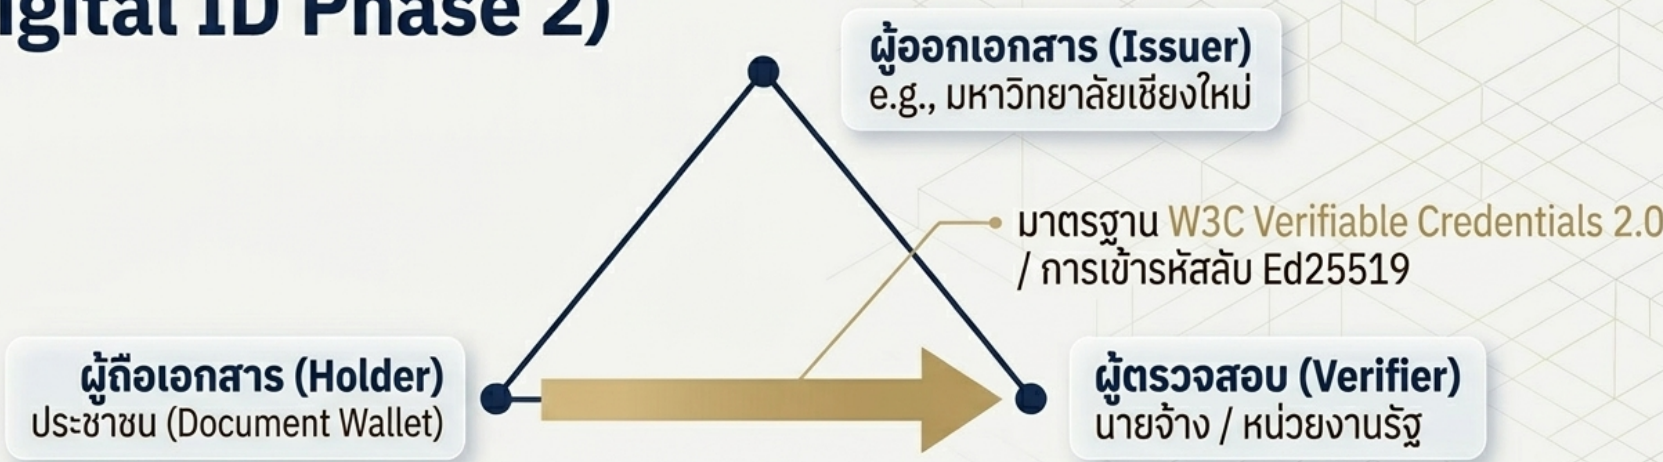 igital ID Phase 2)
ผู้ออกเอกสาร (Issuer)
e.g., มหาวิทยาลัยเชียงใหม่
มาตรฐาน W3C Verifiable Credentials 2.0
/ การเข้ารหัสลับ Ed25519
ผู้ถือเอกสาร (Holder)
ประชาชน (Document Wallet)
ผู้ตรวจสอบ (Verifier)
นายจ้าง / หน่วยงานรัฐ